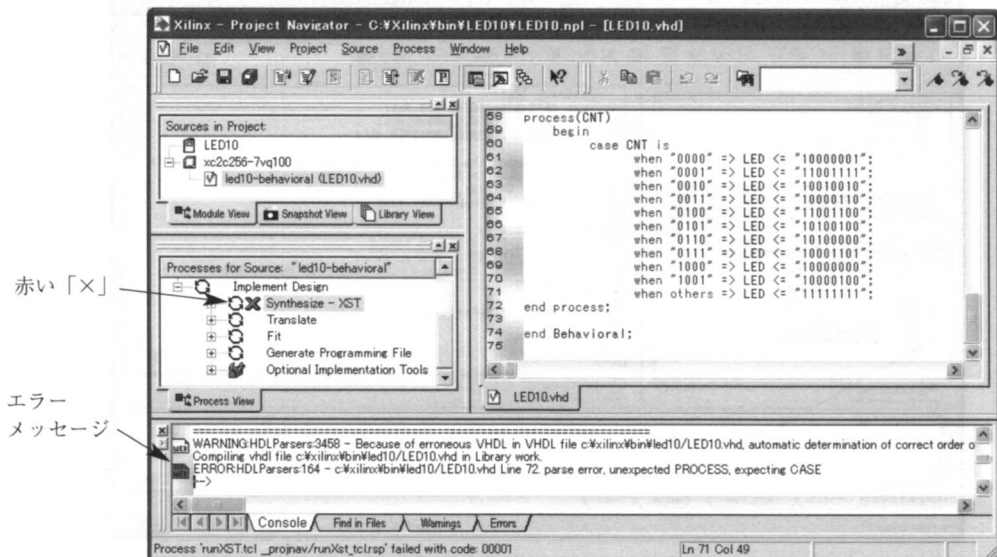 Xilinx - Project Navigator - C:¥Xilinx¥bin¥LED10¥LED10.npl - [LED10.vhd]
File Edit View Project Source Process Window Help
Sources in Project:
LED10
xc2c256-7vq100
led10-behavioral (LED10.vhd)
Module View Snapshot View Library View
Processes for Source: "led10-behavioral"
Implement Design
Synthesize - XST
Translate
Fit
Generate Programming File
Optional Implementation Tools
Process View
赤い「×」
58 process(CNT)
59 begin
60 case CNT is
61 when "0000" => LED <= "10000001";
62 when "0001" => LED <= "11001111";
63 when "0010" => LED <= "10010010";
64 when "0011" => LED <= "10000110";
65 when "0100" => LED <= "11001100";
66 when "0101" => LED <= "10100100";
67 when "0110" => LED <= "10100000";
68 when "0111" => LED <= "10001101";
69 when "1000" => LED <= "10000000";
70 when "1001" => LED <= "10000100";
71 when others => LED <= "11111111";
72 end process;
73
74 end Behavioral;
75
LED10.vhd
エラー
メッセージ
WARNING:HDLParsers:3458 - Because of erroneous VHDL in VHDL file c:¥xilinx¥bin¥led10/LED10.vhd, automatic determination of correct order o
Compiling vhdl file c:¥xilinx¥bin¥led10/LED10.vhd in Library work.
ERROR:HDLParsers:164 - c:¥xilinx¥bin¥led10/LED10.vhd Line 72. parse error, unexpected PROCESS, expecting CASE
-->
Console Find in Files Warnings Errors
Process 'runXST.tcl _projnav/runXst_tcl.rsp' failed with code: 00001
Ln 71 Col 49